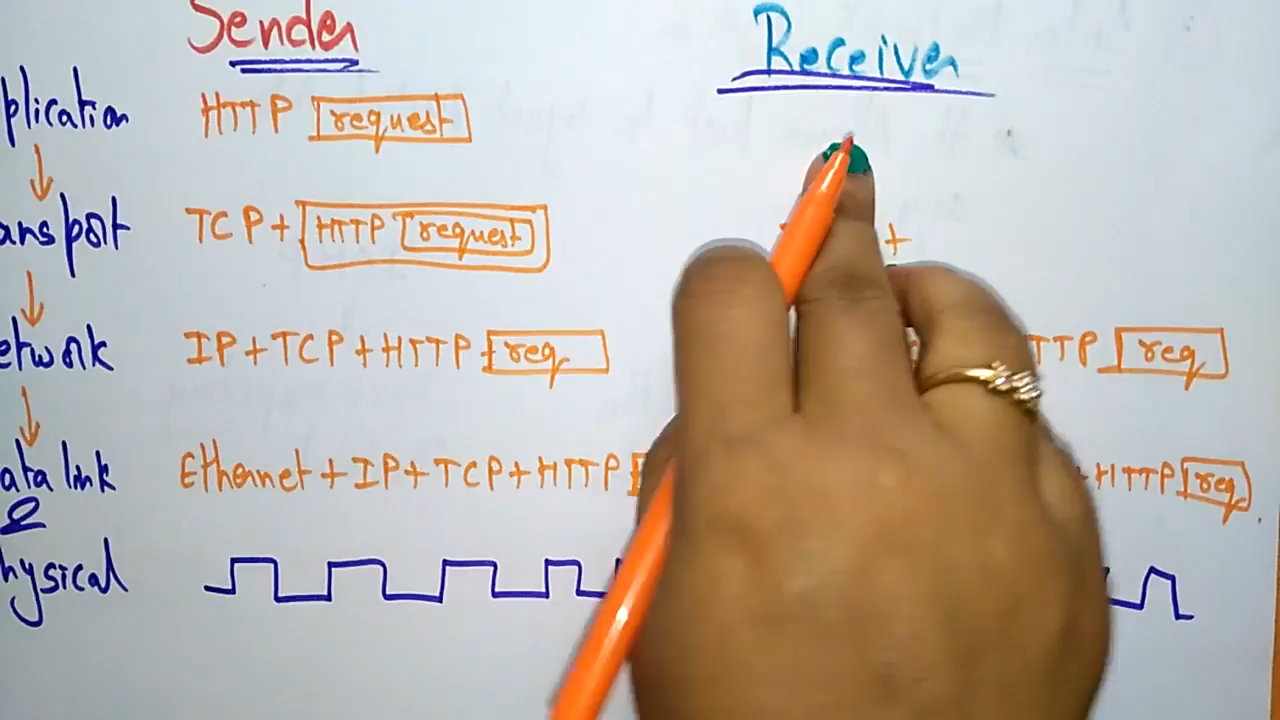 Sender Receiver
plication HTTP request
ansport TCP + HTTP request +
etwork IP + TCP + HTTP + req TTP req
ata link Ethernet + IP + TCP + HTTP + HTTP req
&
hysical